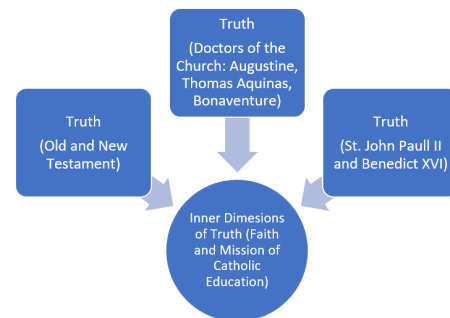 Truth
(Doctors of the
Church: Augustine,
Thomas Aquinas,
Bonaventure)
Truth
(Old and New
Testament)
Truth
(St. John Paull II
and Benedict XVI)
Inner Dimesions
of Truth (Faith
and Mission of
Catholic
Education)